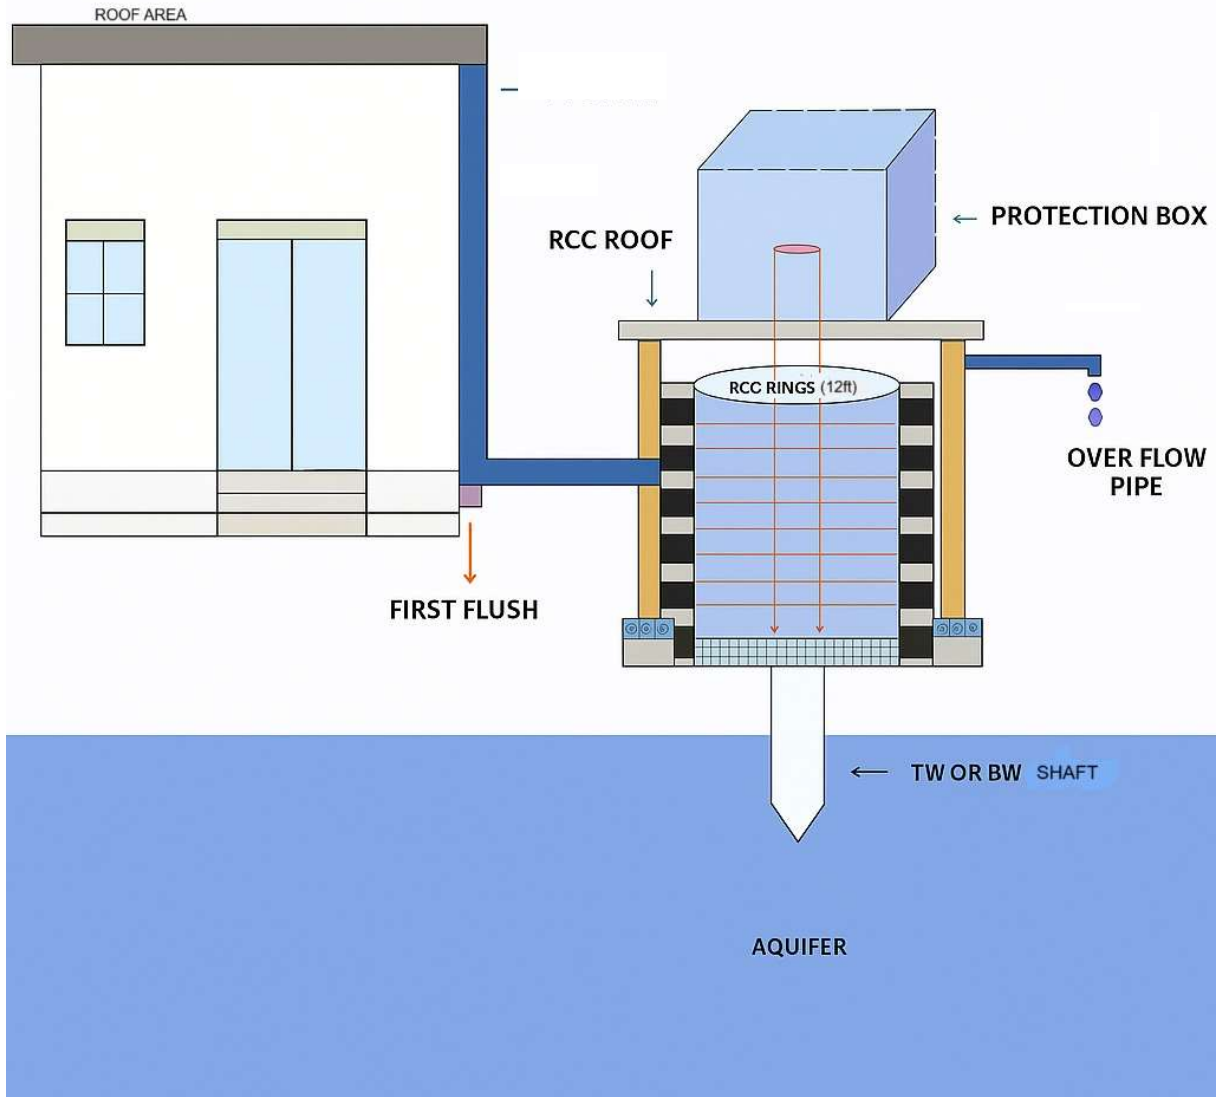 ROOF AREA
PROTECTION BOX
RCC ROOF
RCC RINGS (12ft)
OVER FLOW
PIPE
FIRST FLUSH
TW OR BW SHAFT
AQUIFER